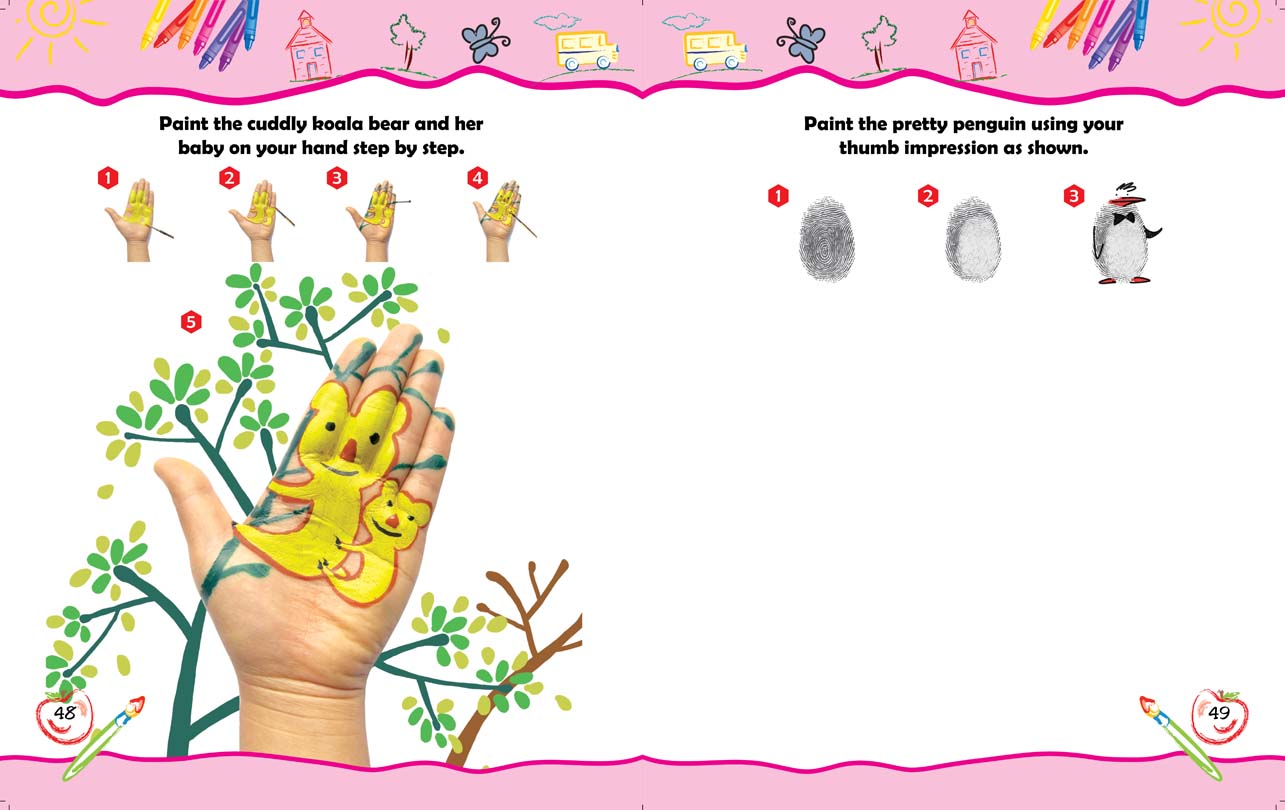 Paint the cuddly koala bear and her
baby on your hand step by step.
1
2
3
4
5
48
Paint the pretty penguin using your
thumb impression as shown.
1
2
3
49